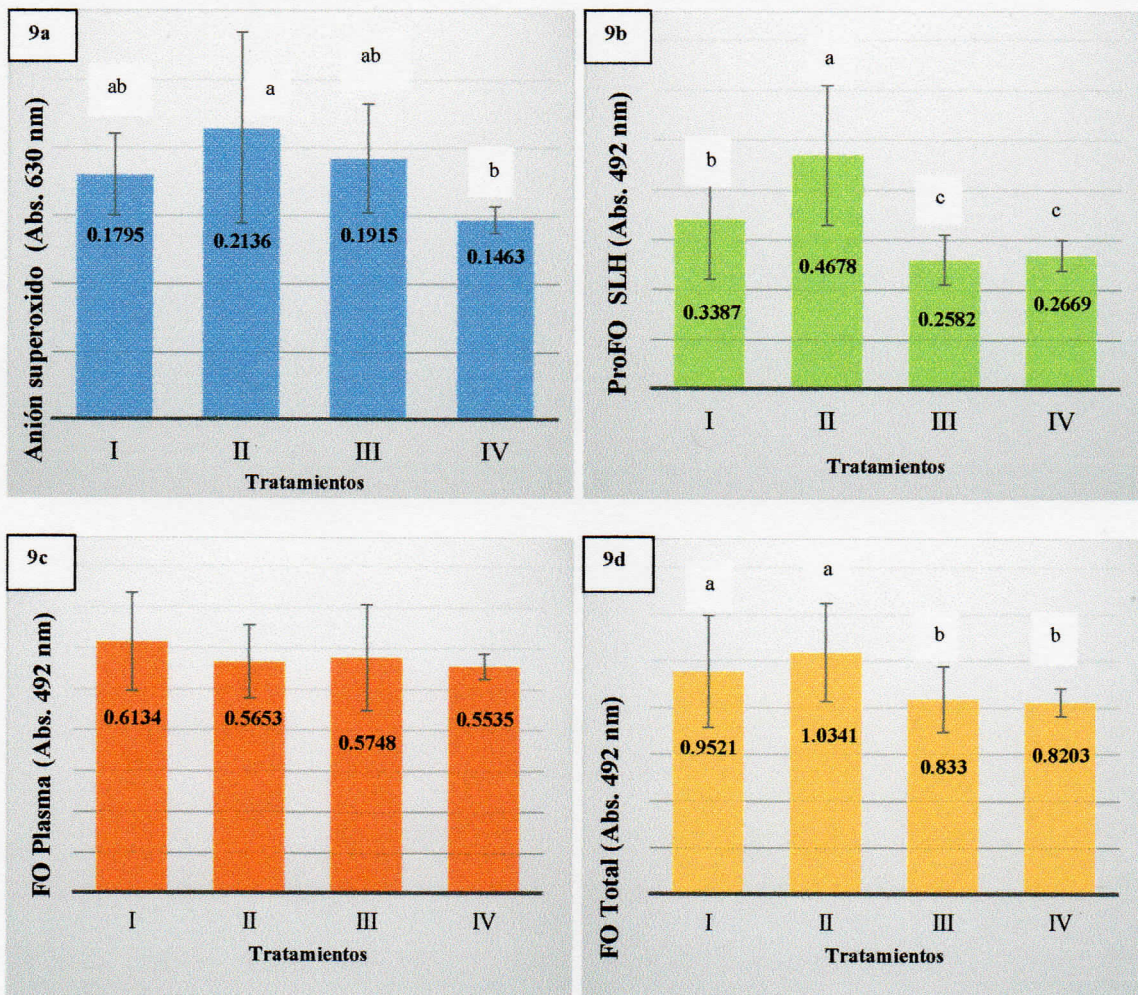 9a
Anión superoxido (Abs. 630 nm)
ab
a
ab
b
0.1795
0.2136
0.1915
0.1463
I
II
III
IV
Tratamientos
9b
ProFO SLH (Abs. 492 nm)
b
a
c
c
0.3387
0.4678
0.2582
0.2669
I
II
III
IV
Tratamientos
9c
FO Plasma (Abs. 492 nm)
0.6134
0.5653
0.5748
0.5535
I
II
III
IV
Tratamientos
9d
FO Total (Abs. 492 nm)
a
a
b
b
0.9521
1.0341
0.833
0.8203
I
II
III
IV
Tratamientos